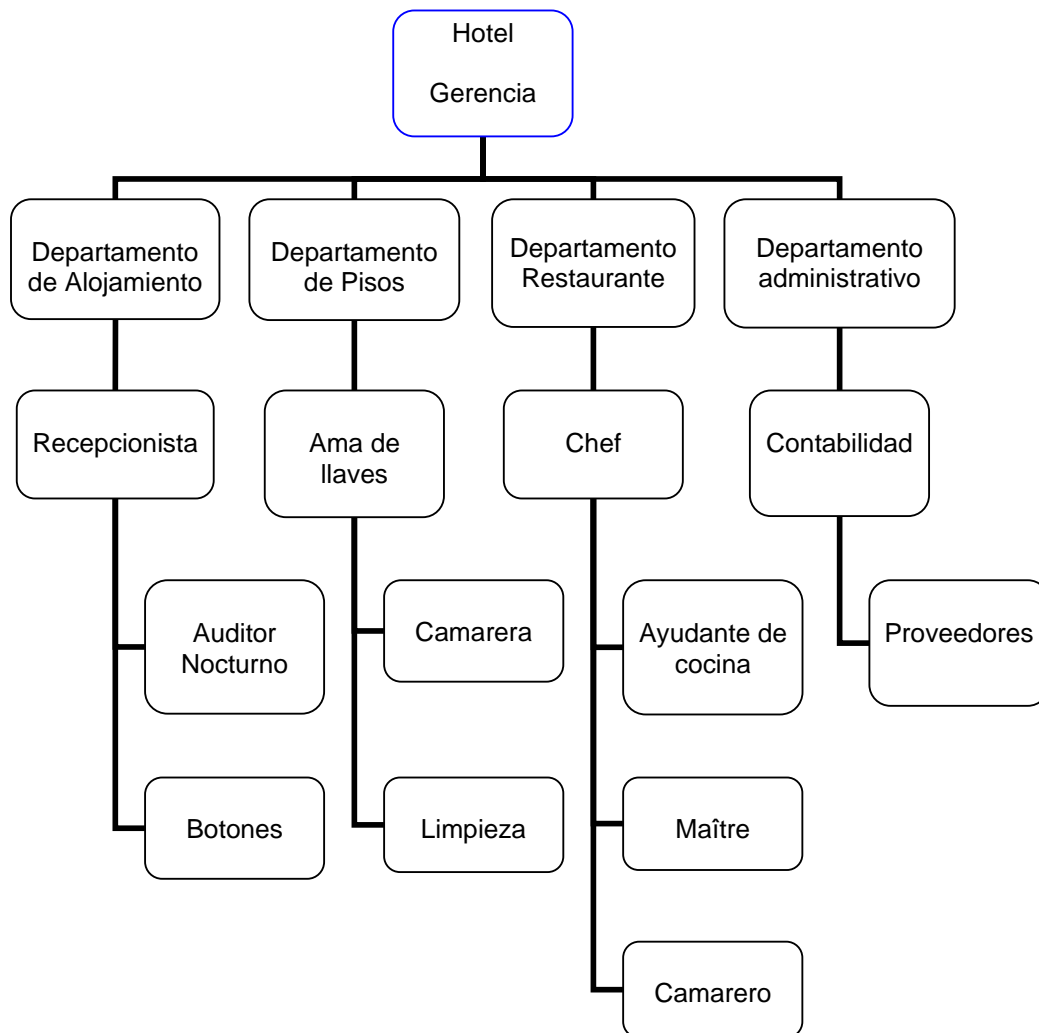 Hotel
Gerencia
Departamento
de Alojamiento
Departamento
de Pisos
Departamento
Restaurante
Departamento
administrativo
Recepcionista
Ama de
llaves
Chef
Contabilidad
Auditor
Nocturno
Camarera
Ayudante de
cocina
Proveedores
Botones
Limpieza
Maître
Camarero